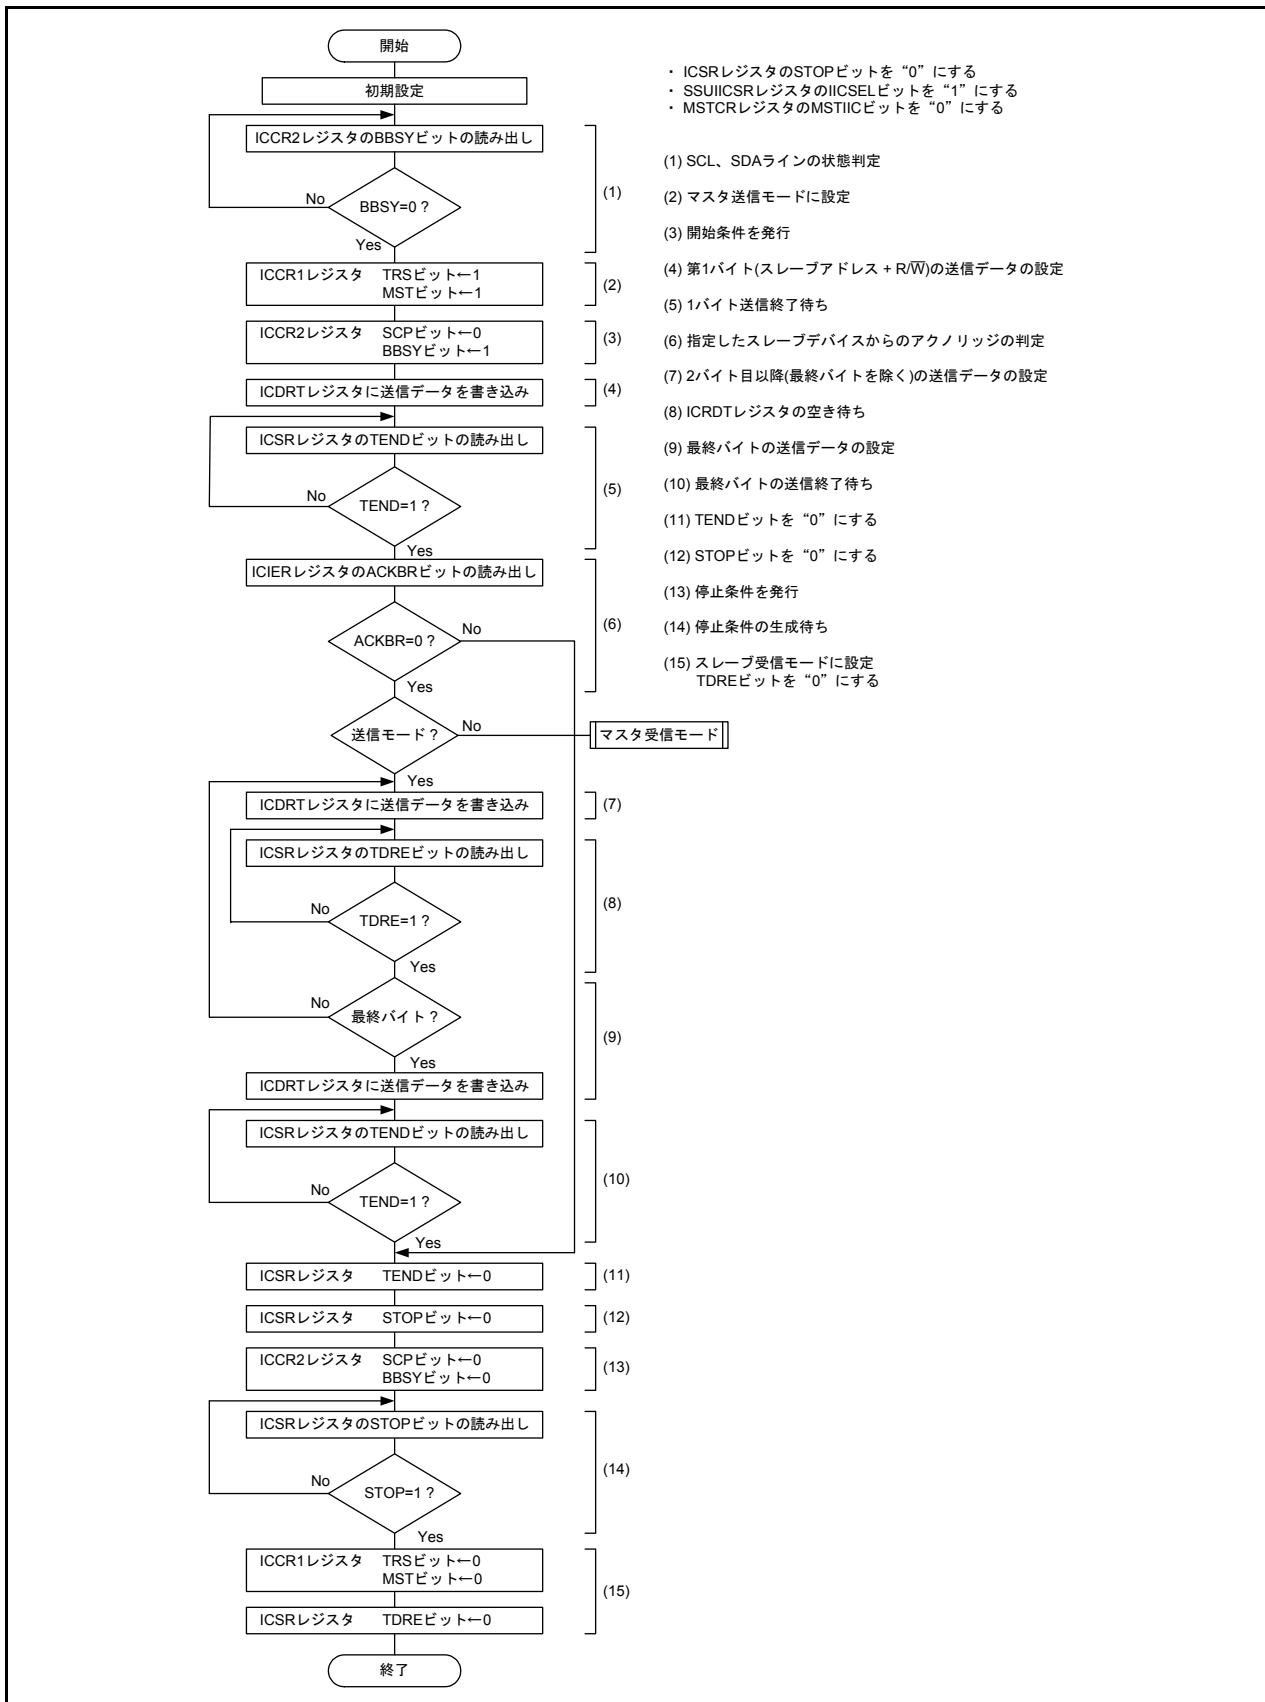 開始
初期設定
ICCR2レジスタのBBSYビットの読み出し
BBSY=0 ?
No
Yes
(1)
ICCR1レジスタ TRSビット←1
MSTビット←1
(2)
ICCR2レジスタ SCPビット←0
BBSYビット←1
(3)
ICDRTレジスタに送信データを書き込み
(4)
ICSRレジスタのTENDビットの読み出し
TEND=1 ?
No
Yes
(5)
ICIERレジスタのACKBRビットの読み出し
ACKBR=0 ?
No
Yes
(6)
送信モード ?
No
マスタ受信モード
Yes
ICDRTレジスタに送信データを書き込み
(7)
ICSRレジスタのTDREビットの読み出し
TDRE=1 ?
No
Yes
(8)
最終バイト ?
No
Yes
ICDRTレジスタに送信データを書き込み
(9)
ICSRレジスタのTENDビットの読み出し
TEND=1 ?
No
Yes
(10)
ICSRレジスタ TENDビット←0
(11)
ICSRレジスタ STOPビット←0
(12)
ICCR2レジスタ SCPビット←0
BBSYビット←0
(13)
ICSRレジスタのSTOPビットの読み出し
STOP=1 ?
No
Yes
(14)
ICCR1レジスタ TRSビット←0
MSTビット←0
ICSRレジスタ TDREビット←0
(15)
終了
・ ICSRレジスタのSTOPビットを“0”にする
・ SSUIICSRレジスタのIICSELビットを“1”にする
・ MSTCRレジスタのMSTIICビットを“0”にする
(1) SCL、SDAラインの状態判定
(2) マスタ送信モードに設定
(3) 開始条件を発行
(4) 第1バイト(スレーブアドレス + R/W̅)の送信データの設定
(5) 1バイト送信終了待ち
(6) 指定したスレーブデバイスからのアクノリッジの判定
(7) 2バイト目以降(最終バイトを除く)の送信データの設定
(8) ICRDTレジスタの空き待ち
(9) 最終バイトの送信データの設定
(10) 最終バイトの送信終了待ち
(11) TENDビットを“0”にする
(12) STOPビットを“0”にする
(13) 停止条件を発行
(14) 停止条件の生成待ち
(15) スレーブ受信モードに設定
TDREビットを“0”にする